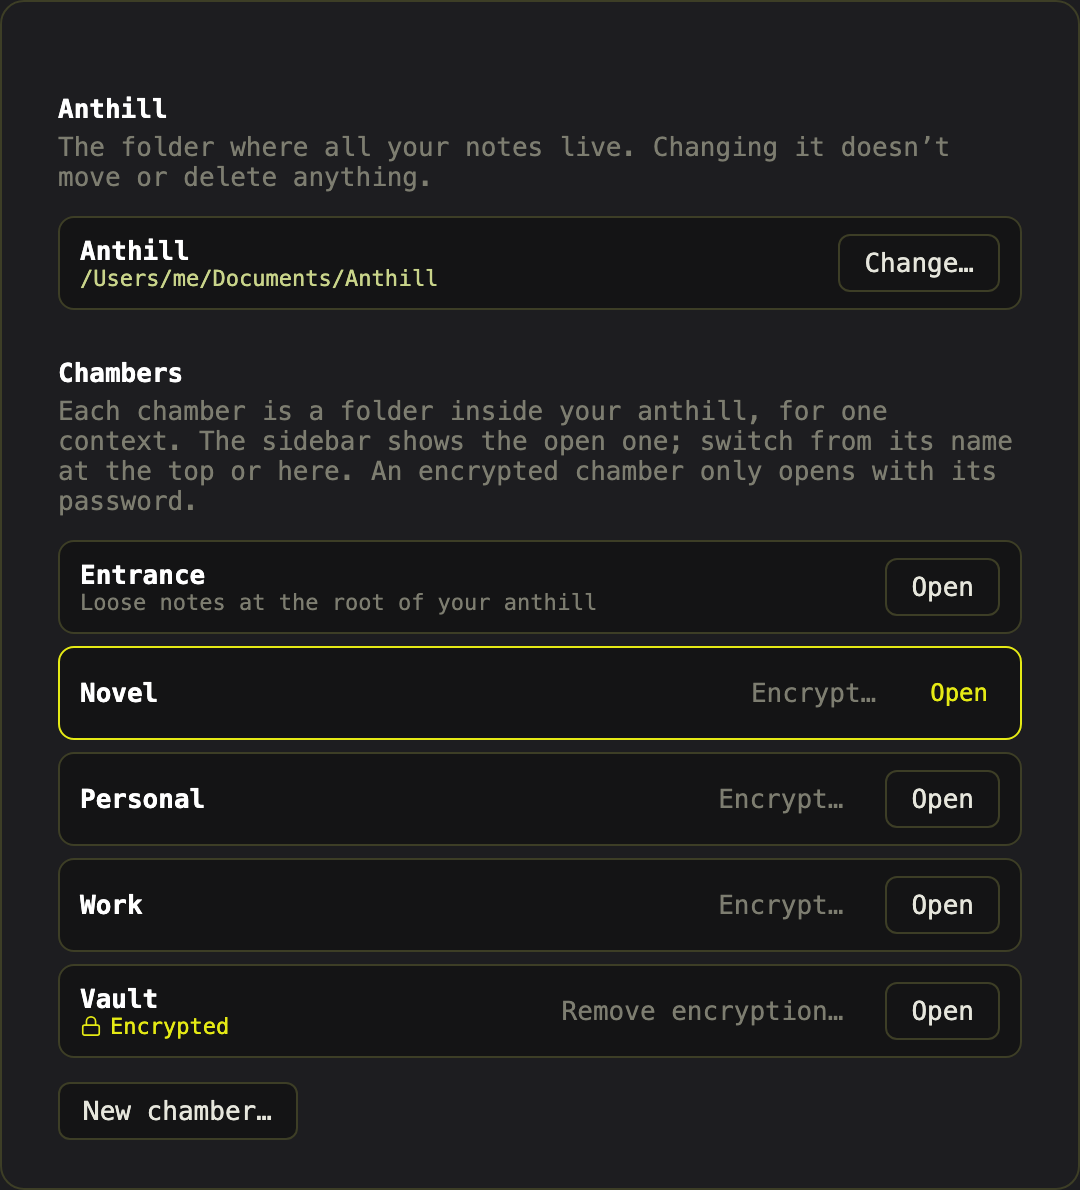 Anthill
The folder where all your notes live. Changing it doesn’t
move or delete anything.
Anthill
/Users/me/Documents/Anthill
Change…
Chambers
Each chamber is a folder inside your anthill, for one
context. The sidebar shows the open one; switch from its name
at the top or here. An encrypted chamber only opens with its
password.
Entrance
Loose notes at the root of your anthill
Open
Novel
Encrypt…
Open
Personal
Encrypt…
Open
Work
Encrypt…
Open
Vault
Encrypted
Remove encryption…
Open
New chamber…